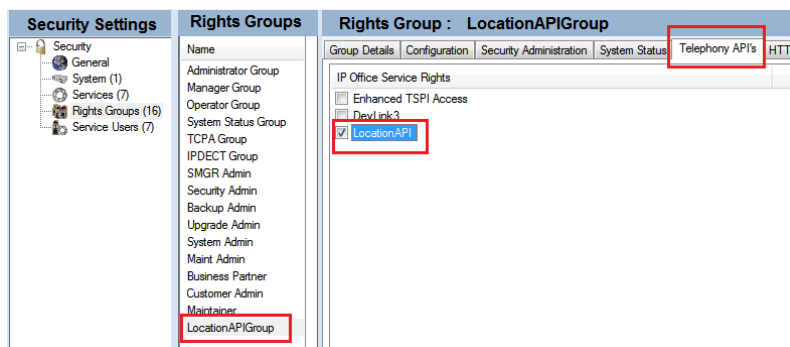 Security Settings
Security
General
System (1)
Services (7)
Rights Groups (16)
Service Users (7)
Rights Groups
Name
Administrator Group
Manager Group
Operator Group
System Status Group
TCPA Group
IPDECT Group
SMGR Admin
Security Admin
Backup Admin
Upgrade Admin
System Admin
Maint Admin
Business Partner
Customer Admin
Maintainer
LocationAPIGroup
Rights Group : LocationAPIGroup
Group Details Configuration Security Administration System Status Telephony API's HTT
IP Office Service Rights
Enhanced TSPI Access
DevLink3
LocationAPI